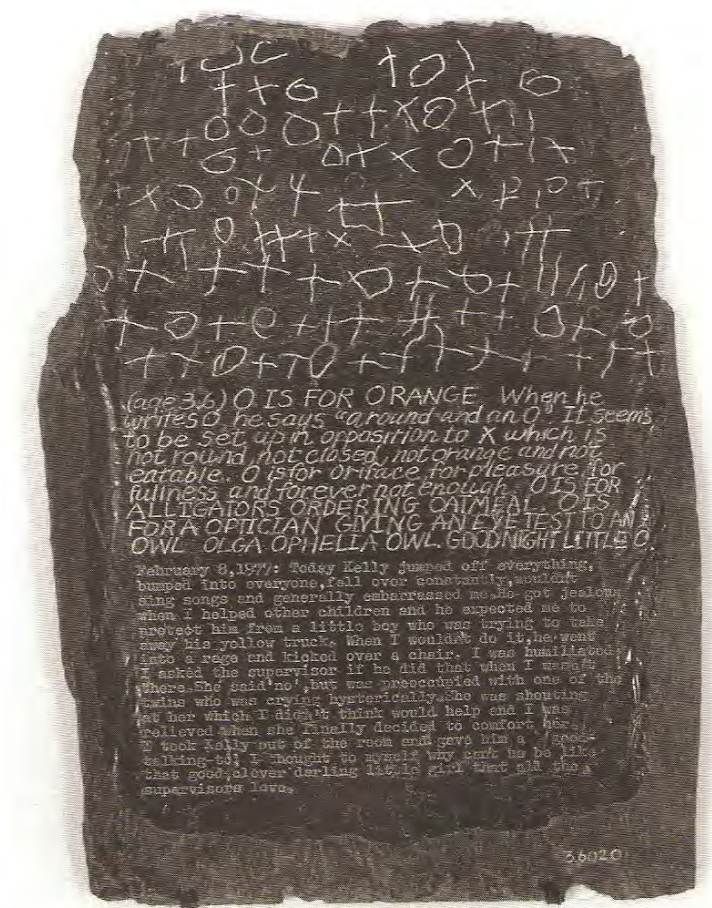 (age 3,6) O IS FOR ORANGE. When he
writes O, he says "around and an O" It seems
to be set up in opposition to X which is
not round, not closed, not orange and not
eatable. O is for oriface for pleasure for
fullness and forever not enough. O IS FOR
ALLIGATORS ORDERING OATMEAL. O IS
FOR A OPTICIAN GIVING AN EYE TEST TO AN
OWL OLGA OPHELIA OWL. GOODNIGHT LITTLE O.
February 8,1977: Today Kelly jumped off everything,
bumped into everyone,fell over constantly,wouldn't
sing songs and generally embarrassed me.He got jealous
when I helped other children and he expected me to
protect him from a little boy who was trying to take
away his yellow truck. When I wouldn't do it,he went
into a rage and kicked over a chair. I was humiliated.
I asked the supervisor if he did that when I wasn't
there.She said'no',but was preoccupied with one of the
twins who was crying hysterically.She was shouting
at her which I didn't think would help and I was
relieved when she finally decided to comfort her.
I took Kelly out of the room and gave him a 'good
talking-to'. I thought to myself why can't he be like
that good,clever darling little girl that all the
supervisors love.
3.6020